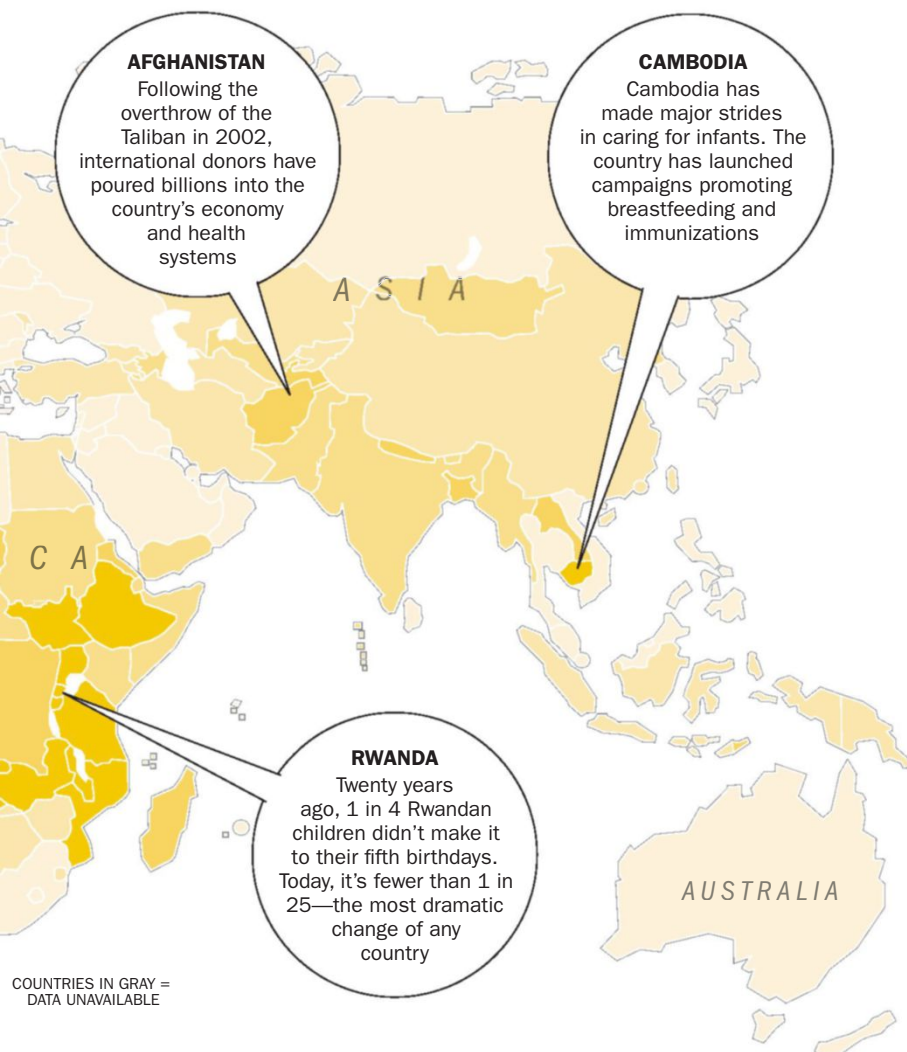 AFGHANISTAN
Following the
overthrow of the
Taliban in 2002,
international donors have
poured billions into the
country’s economy
and health
systems
CAMBODIA
Cambodia has
made major strides
in caring for infants. The
country has launched
campaigns promoting
breastfeeding and
immunizations
ASIA
CA
RWANDA
Twenty years
ago, 1 in 4 Rwandan
children didn’t make it
to their fifth birthdays.
Today, it’s fewer than 1 in
25—the most dramatic
change of any
country
AUSTRALIA
COUNTRIES IN GRAY =
DATA UNAVAILABLE